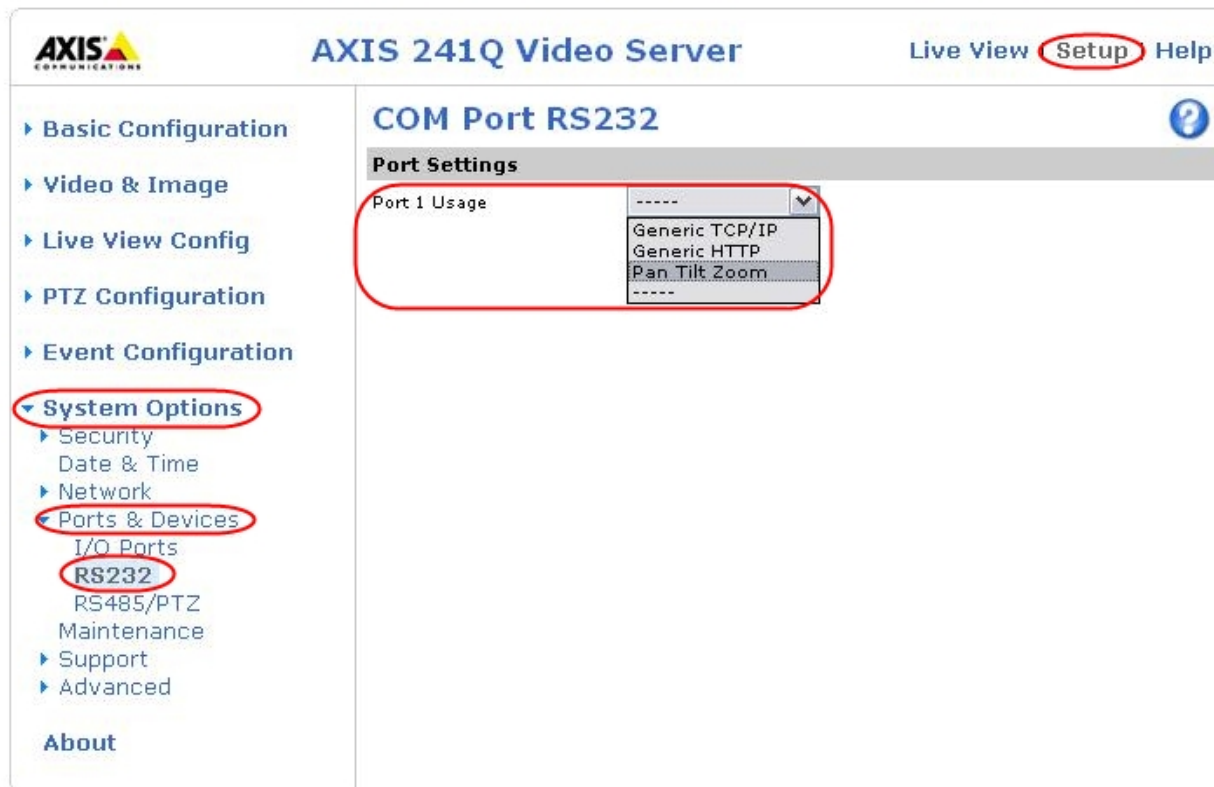 AXIS
COMMUNICATIONS
AXIS 241Q Video Server
Live View | Setup | Help
Basic Configuration
Video & Image
Live View Config
PTZ Configuration
Event Configuration
System Options
Security
Date & Time
Network
Ports & Devices
I/O Ports
RS232
RS485/PTZ
Maintenance
Support
Advanced
About
COM Port RS232
?
Port Settings
Port 1 Usage
-----
Generic TCP/IP
Generic HTTP
Pan Tilt Zoom
-----